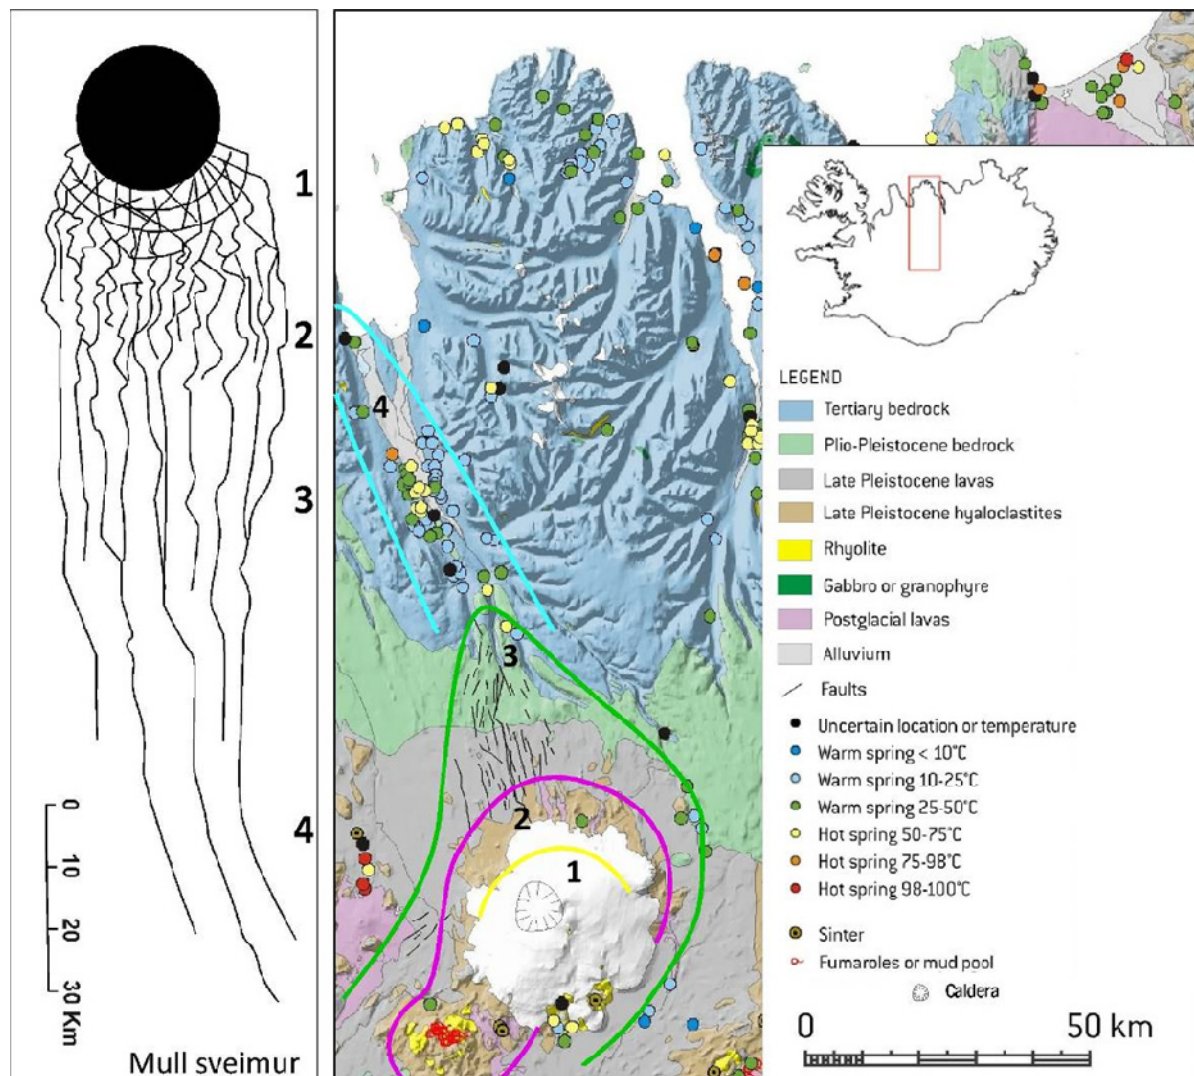 1
2
3
4
0
10
20
30 Km
Mull sveimur
4
3
2
1
LEGEND
Tertiary bedrock
Plio-Pleistocene bedrock
Late Pleistocene lavas
Late Pleistocene hyaloclastites
Rhyolite
Gabbro or granophyre
Postglacial lavas
Alluvium
Faults
Uncertain location or temperature
Warm spring < 10°C
Warm spring 10-25°C
Warm spring 25-50°C
Hot spring 50-75°C
Hot spring 75-98°C
Hot spring 98-100°C
Sinter
Fumaroles or mud pool
Caldera
0 50 km